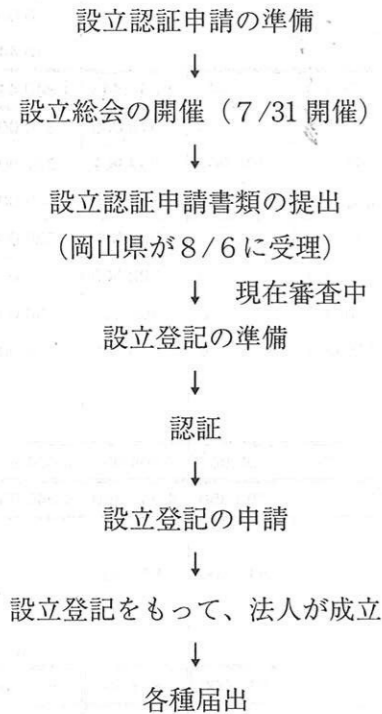 設立認証申請の準備
↓
設立総会の開催（7/31開催）
↓
設立認証申請書類の提出
（岡山県が8/6に受理）
↓ 現在審査中
設立登記の準備
↓
認証
↓
設立登記の申請
↓
設立登記をもって、法人が成立
↓
各種届出